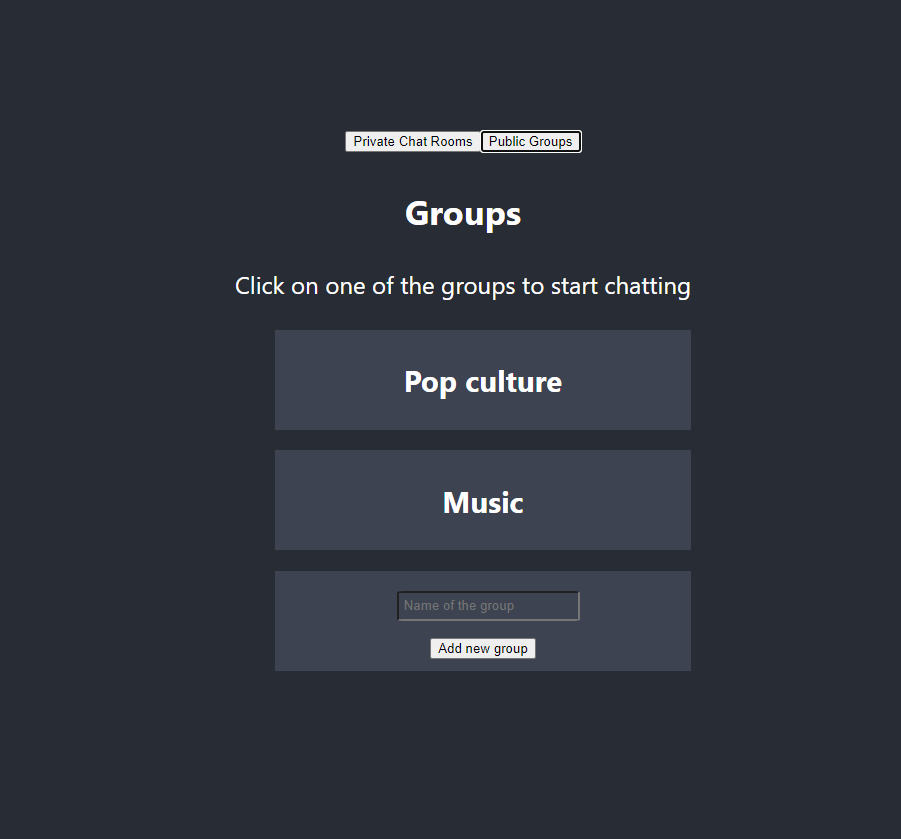 Private Chat Rooms Public Groups
Groups
Click on one of the groups to start chatting
Pop culture
Music
Name of the group
Add new group